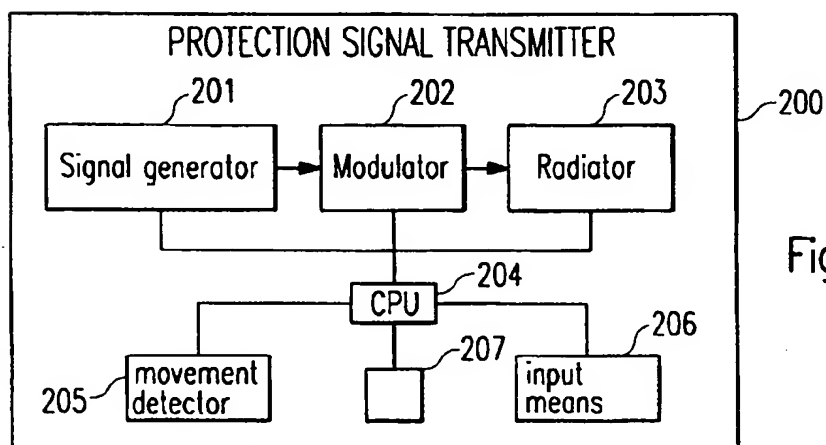 PROTECTION SIGNAL TRANSMITTER
201
202
203
200
Signal generator
Modulator
Radiator
Fig
204
CPU
207
206
205
movement
detector
input
means